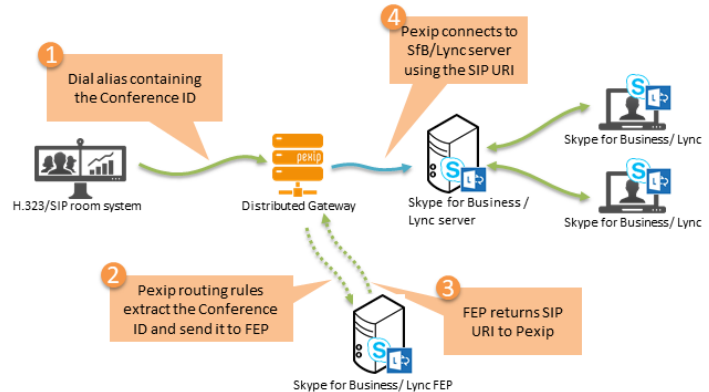 1
Dial alias containing
the Conference ID
4
Pexip connects to
SfB/Lync server
using the SIP URI
H.323/SIP room system
pexip
Distributed Gateway
Skype for Business /
Lync server
Skype for Business/ Lync
Skype for Business/ Lync
2
Pexip routing rules
extract the Conference
ID and send it to FEP
3
FEP returns SIP
URI to Pexip
Skype for Business/ Lync FEP
S
L
S
L
S
L
S
L